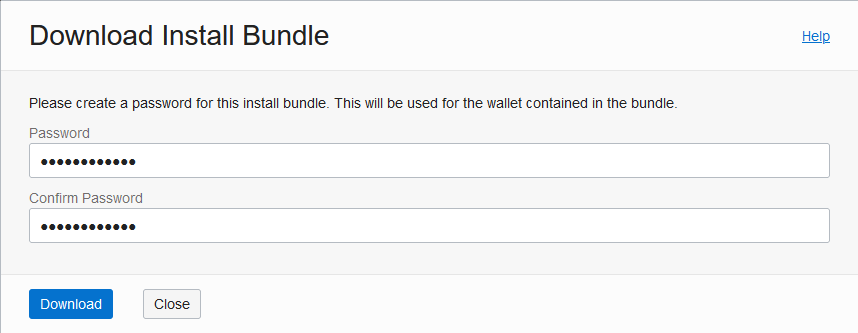 Download Install Bundle
Help
Please create a password for this install bundle. This will be used for the wallet contained in the bundle.
Password
●●●●●●●●●●●●
Confirm Password
●●●●●●●●●●●●
Download Close